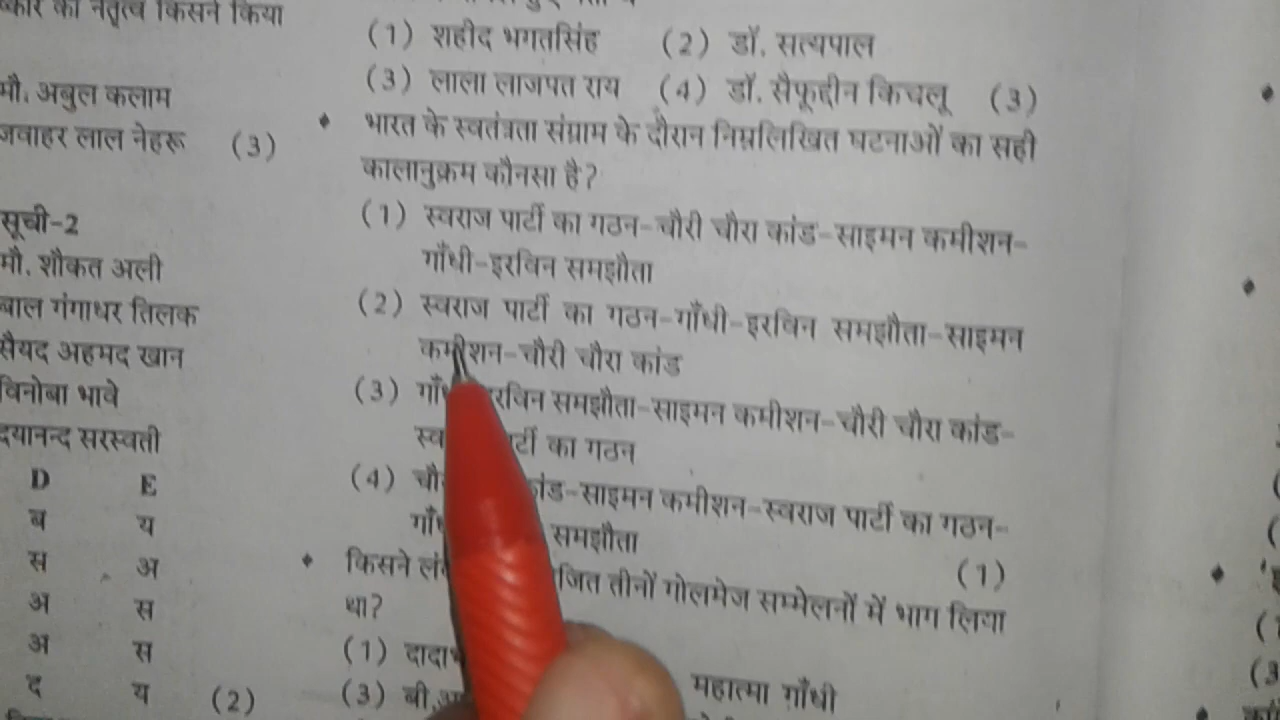 का नेतृत्व किसने किया
मौ. अबुल कलाम
जवाहर लाल नेहरू (3)
सूची-2
मौ. शौकत अली
बाल गंगाधर तिलक
सैयद अहमद खान
विनोबा भावे
दयानन्द सरस्वती
D E
ब य
स अ
अ स
अ स
द य (2)
(1) शहीद भगतसिंह (2) डॉ. सत्यपाल
(3) लाला लाजपत राय (4) डॉ. सैफूद्दीन किचलू (3)
भारत के स्वतंत्रता संग्राम के दौरान निम्नलिखित घटनाओं का सही
कालानुक्रम कौनसा है?
(1) स्वराज पार्टी का गठन-चौरी चौरा कांड-साइमन कमीशन-
गाँधी-इरविन समझौता
(2) स्वराज पार्टी का गठन-गाँधी-इरविन समझौता-साइमन
कमीशन-चौरी चौरा कांड
(3) इरविन समझौता-साइमन कमीशन-चौरी चौरा कांड-
का गठन
(4) कांड-साइमन कमीशन-स्वराज पार्टी का गठन-
समझौता
(1)
किसने तीनों गोलमेज सम्मेलनों में भाग लिया
था?
(1)
(3) महात्मा गाँधी